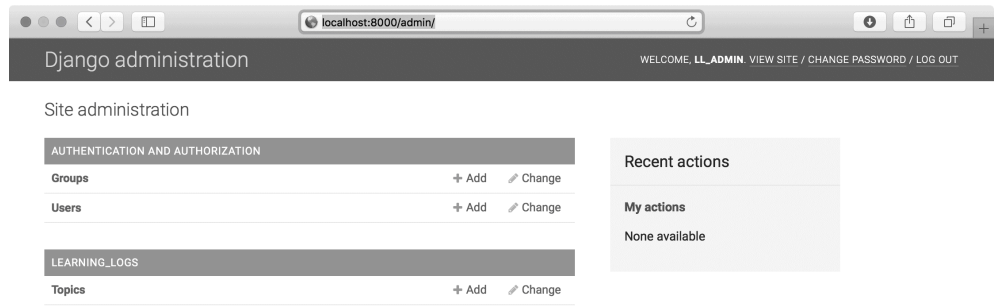 localhost:8000/admin/
Django administration
WELCOME, LL_ADMIN. VIEW SITE / CHANGE PASSWORD / LOG OUT
Site administration
AUTHENTICATION AND AUTHORIZATION
Groups + Add Change
Users + Add Change
LEARNING_LOGS
Topics + Add Change
Recent actions
My actions
None available